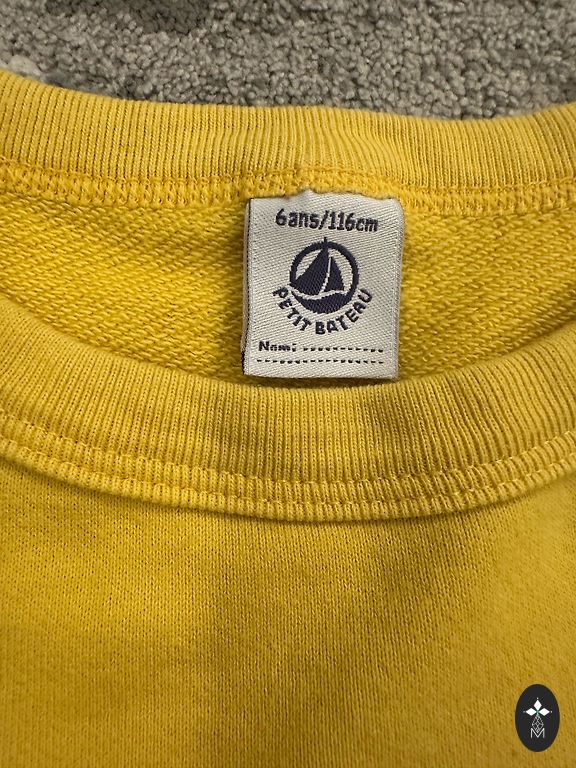 6ans/116cm
PETIT BATEAU
Nom: ...........
.................
M